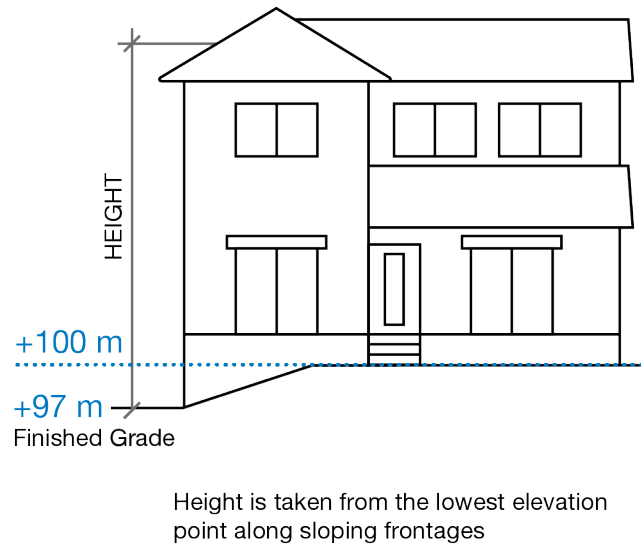 HEIGHT
+100 m
+97 m
Finished Grade
Height is taken from the lowest elevation
point along sloping frontages